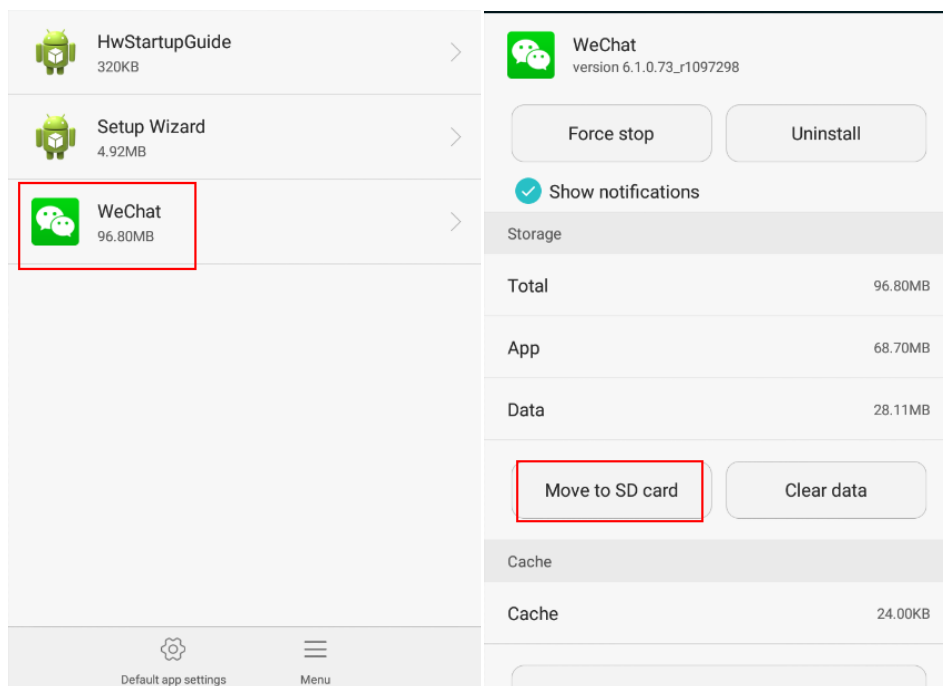 HwStartupGuide
320KB
Setup Wizard
4.92MB
WeChat
96.80MB
Default app settings
Menu
WeChat
version 6.1.0.73_r1097298
Force stop
Uninstall
Show notifications
Storage
Total
96.80MB
App
68.70MB
Data
28.11MB
Move to SD card
Clear data
Cache
Cache
24.00KB